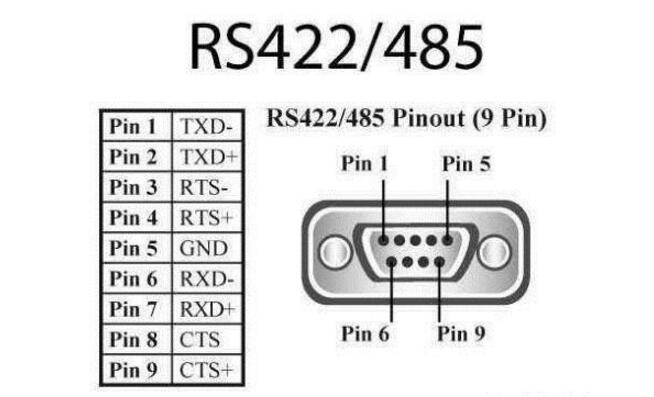 RS422/485
RS422/485 Pinout (9 Pin)
Pin 1 TXD-
Pin 2 TXD+
Pin 3 RTS-
Pin 4 RTS+
Pin 5 GND
Pin 6 RXD-
Pin 7 RXD+
Pin 8 CTS
Pin 9 CTS+
Pin 1 Pin 5
Pin 6 Pin 9